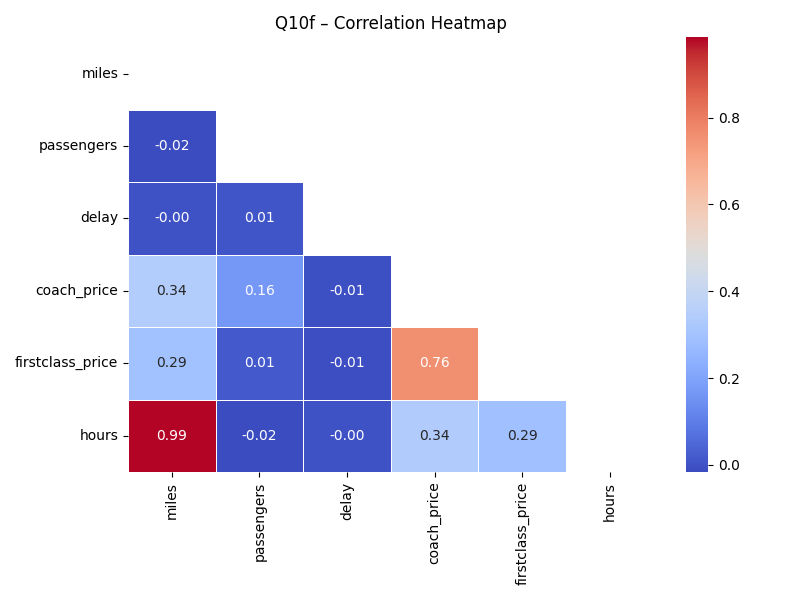 Q10f – Correlation Heatmap
miles
passengers -0.02
delay -0.00 0.01
coach_price 0.34 0.16 -0.01
firstclass_price 0.29 0.01 -0.01 0.76
hours 0.99 -0.02 -0.00 0.34 0.29
miles
passengers
delay
coach_price
firstclass_price
hours
0.8
0.6
0.4
0.2
0.0